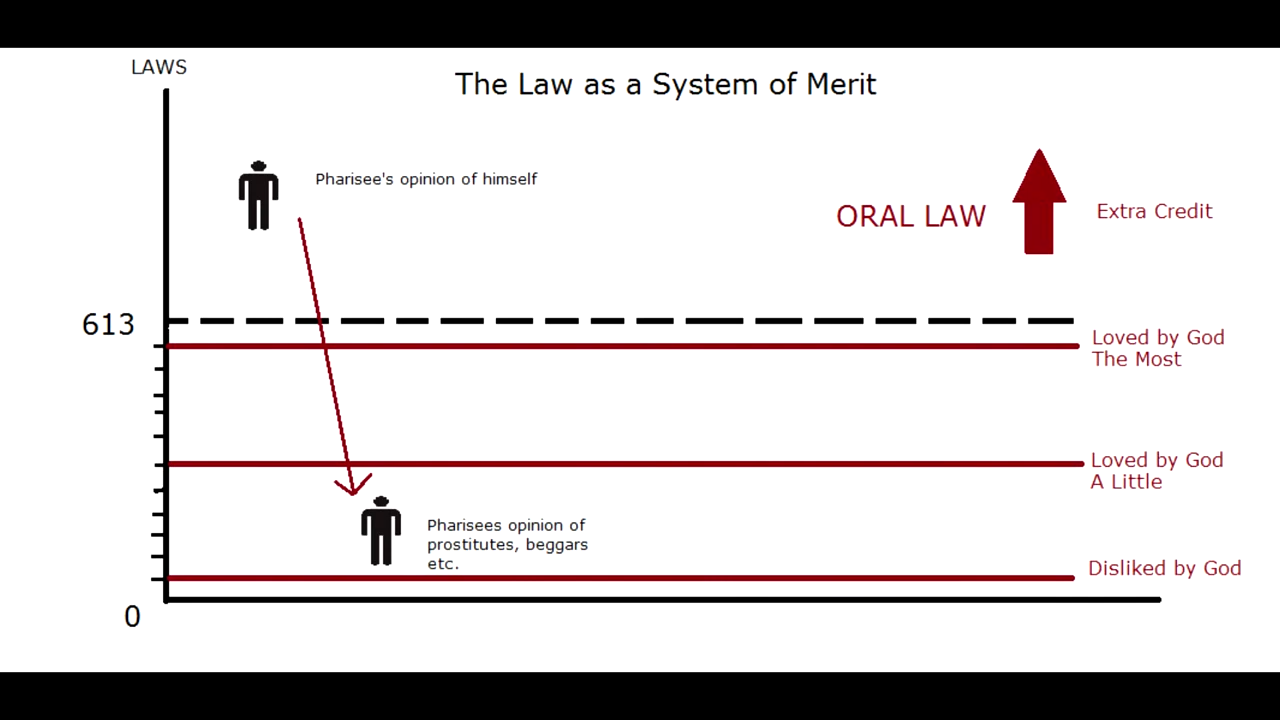 LAWS
The Law as a System of Merit
Pharisee's opinion of himself
ORAL LAW
Extra Credit
613
Loved by God
The Most
Loved by God
A Little
Pharisees opinion of
prostitutes, beggars
etc.
Disliked by God
0